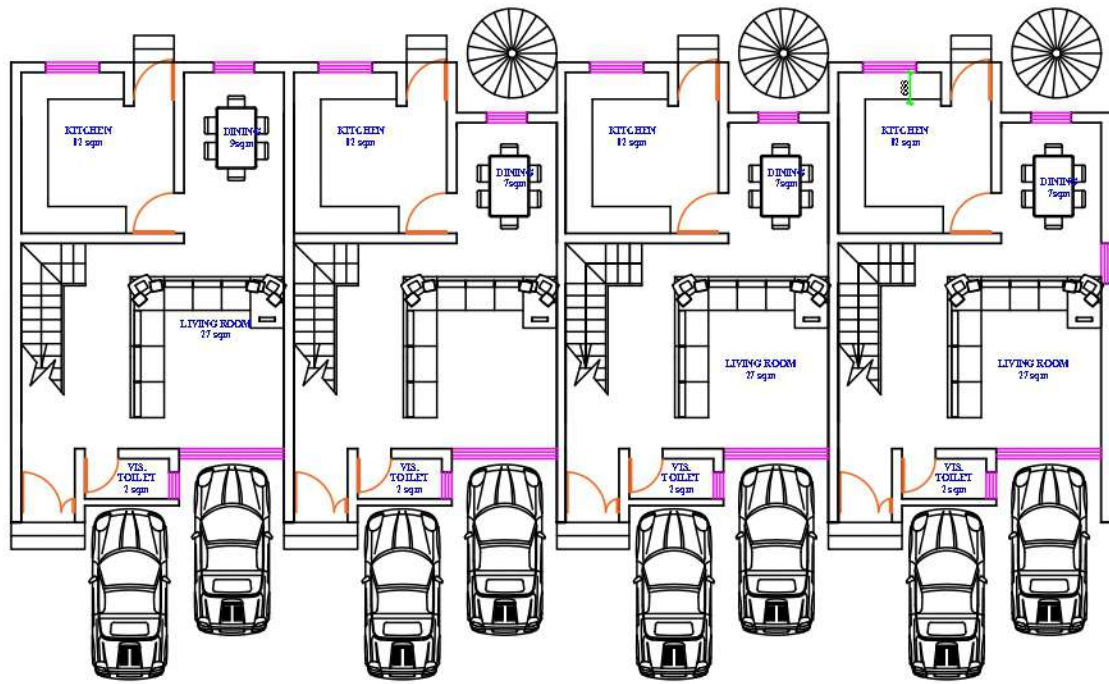 KITCHEN
12 sqm
DINING
9sqm
LIVING ROOM
27 sqm
VIS.
TOILET
2 sqm
KITCHEN
12 sqm
DINING
7sqm
VIS.
TOILET
2 sqm
KITCHEN
12 sqm
DINING
7sqm
LIVING ROOM
27 sqm
VIS.
TOILET
2 sqm
KITCHEN
12 sqm
DINING
7sqm
LIVING ROOM
27 sqm
VIS.
TOILET
2 sqm